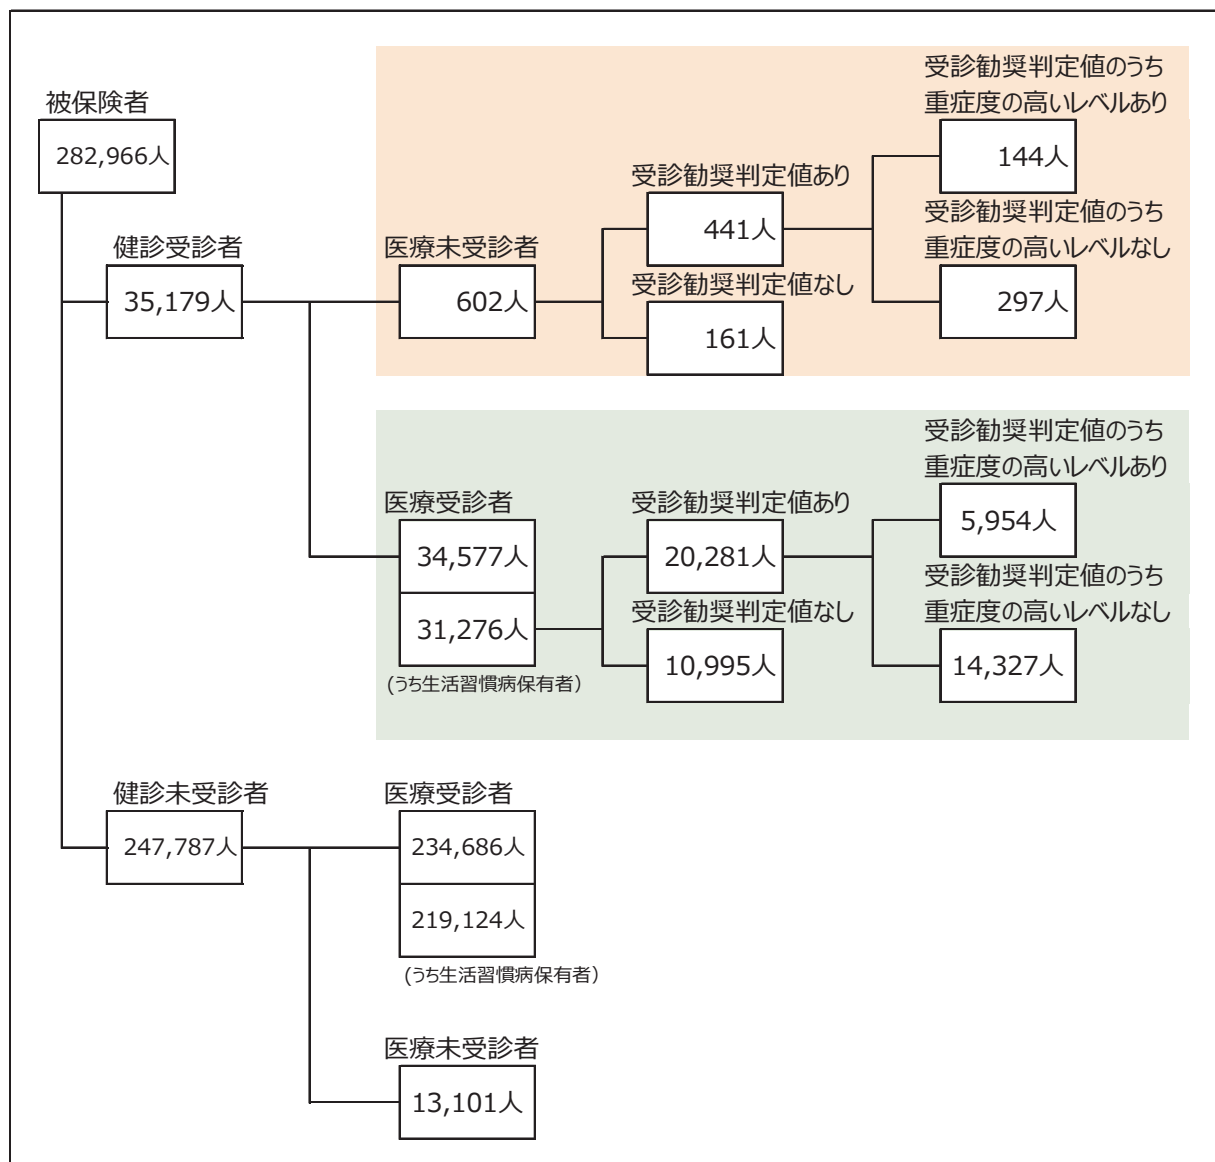 被保険者
282,966人
健診受診者
35,179人
医療未受診者
602人
受診勧奨判定値あり
441人
受診勧奨判定値なし
161人
受診勧奨判定値のうち
重症度の高いレベルあり
144人
受診勧奨判定値のうち
重症度の高いレベルなし
297人
医療受診者
34,577人
31,276人
(うち生活習慣病保有者)
受診勧奨判定値あり
20,281人
受診勧奨判定値なし
10,995人
受診勧奨判定値のうち
重症度の高いレベルあり
5,954人
受診勧奨判定値のうち
重症度の高いレベルなし
14,327人
健診未受診者
247,787人
医療受診者
234,686人
219,124人
(うち生活習慣病保有者)
医療未受診者
13,101人